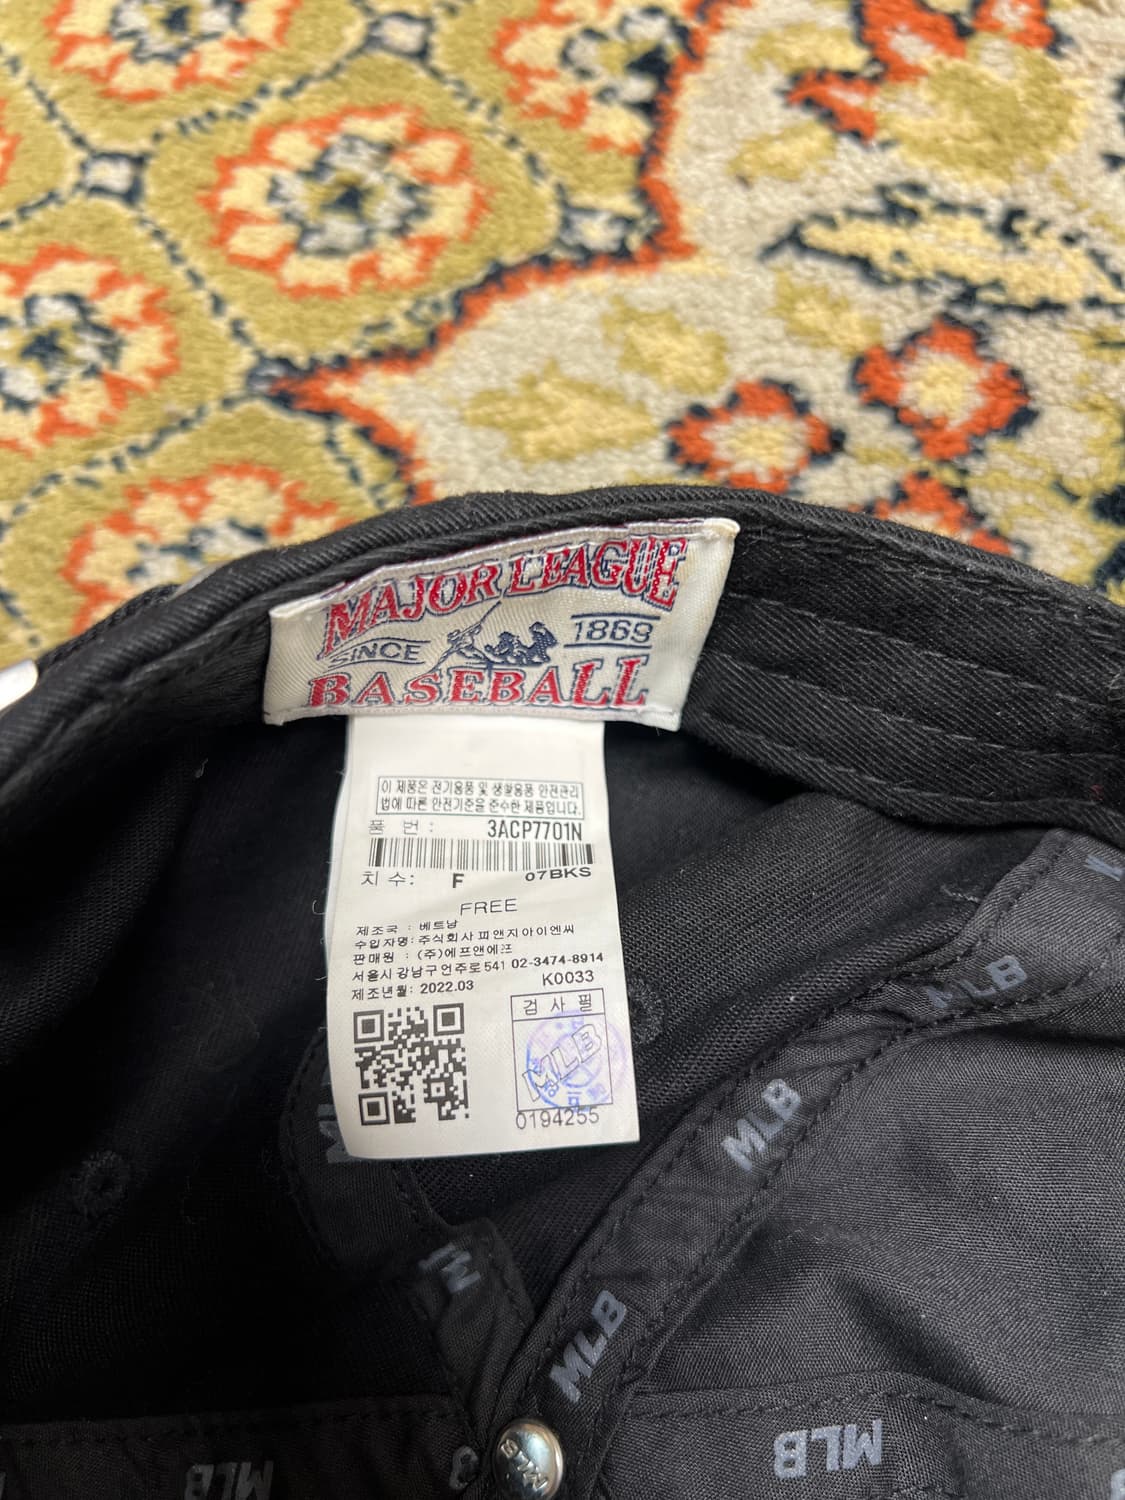 MAJOR LEAGUE
SINCE 1869
BASEBALL
이 제품은 전기용품 및 생활용품 안전관리
법에 따른 안전기준을 준수한 제품입니다.
품 번 : 3ACP7701N
치 수: F 07BKS
FREE
제조국 : 베트남
수입자명: 주식회사 피앤지아이엔씨
판매원 : (주)에프앤에프
서울시 강남구언주로541 02-3474-8914
제조년월: 2022.03 K0033
검 사 필
MLB
0194255
MLB
MLB
MLB
MLB
MLB